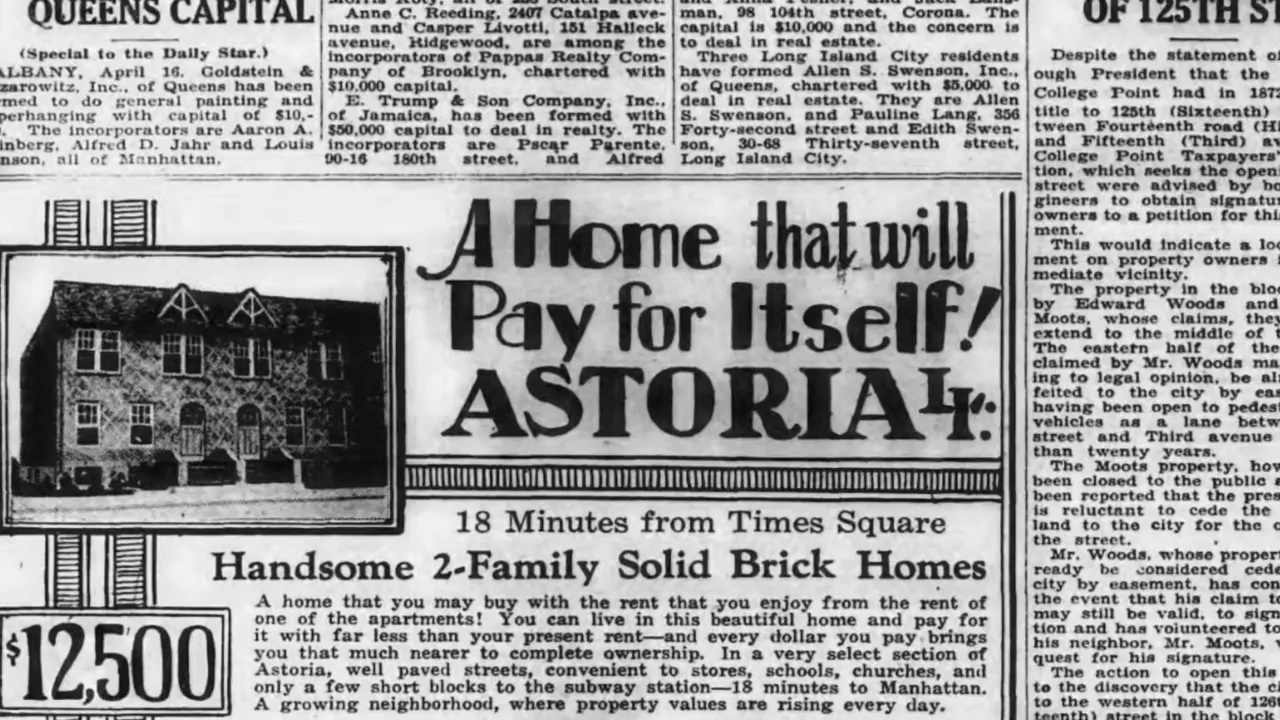 QUEENS CAPITAL
(Special to the Daily Star.)
ALBANY, April 16. Goldstein &
Inc., of Queens has been
to do general painting and
with capital of $10,-
The incorporators are Aaron A.
Alfred D. Jahr and Louis
all of Manhattan.
Anne C. Reeding, 2407 Catalpa ave-
nue and Casper Livotti, 151 Halleck
avenue, Ridgewood, are among the
incorporators of Pappas Realty Com-
pany of Brooklyn, chartered with
$10,000 capital.
E. Trump & Son Company, Inc.,
of Jamaica, has been formed with
$50,000 capital to deal in realty. The
incorporators are Pscar Parente,
90-16 180th street, and Alfred
man, 98 104th street, Corona. The
capital is $10,000 and the concern is
to deal in real estate.
Three Long Island City residents
have formed Allen S. Swenson, Inc.,
of Queens, chartered with $5,000 to
deal in real estate. They are Allen
S. Swenson, and Pauline Lang, 356
Forty-second street and Edith Swen-
son, 30-68 Thirty-seventh street,
Long Island City.
A Home that will
Pay for Itself!
ASTORIA L.I.
18 Minutes from Times Square
Handsome 2-Family Solid Brick Homes
$12,500
A home that you may buy with the rent that you enjoy from the rent of
one of the apartments! You can live in this beautiful home and pay for
it with far less than your present rent—and every dollar you pay brings
you that much nearer to complete ownership. In a very select section of
Astoria, well paved streets, convenient to stores, schools, churches, and
only a few short blocks to the subway station—18 minutes to Manhattan.
A growing neighborhood, where property values are rising every day.
OF 125TH ST
Despite the statement of
ough President that the
College Point had in 1872
title to 125th (Sixteenth)
tween Fourteenth road (H
and Fifteenth (Third) av
College Point Taxpayers'
tion, which seeks the openi
street were advised by bo
gineers to obtain signatur
owners to a petition for thi
ment.
This would indicate a loc
ment on property owners
mediate vicinity.
The property in the bloc
by Edward Woods and
Moots, whose claims, they
extend to the middle of
The eastern half of the
claimed by Mr. Woods ma
ing to legal opinion, be al
feited to the city by eas
having been open to pedes
vehicles as a lane betw
street and Third avenue
than twenty years.
The Moots property, how
been closed to the public
been reported that the pres
is reluctant to cede the
land to the city for the
the street.
Mr. Woods, whose propert
ready be considered cede
city by easement, has con
the event that his claim to
may still be valid, to sign
tion and has volunteered to
his neighbor, Mr. Moots,
quest for his signature.
The action to open this
to the discovery that the ci
to the western half of 126
teenth) street in the block